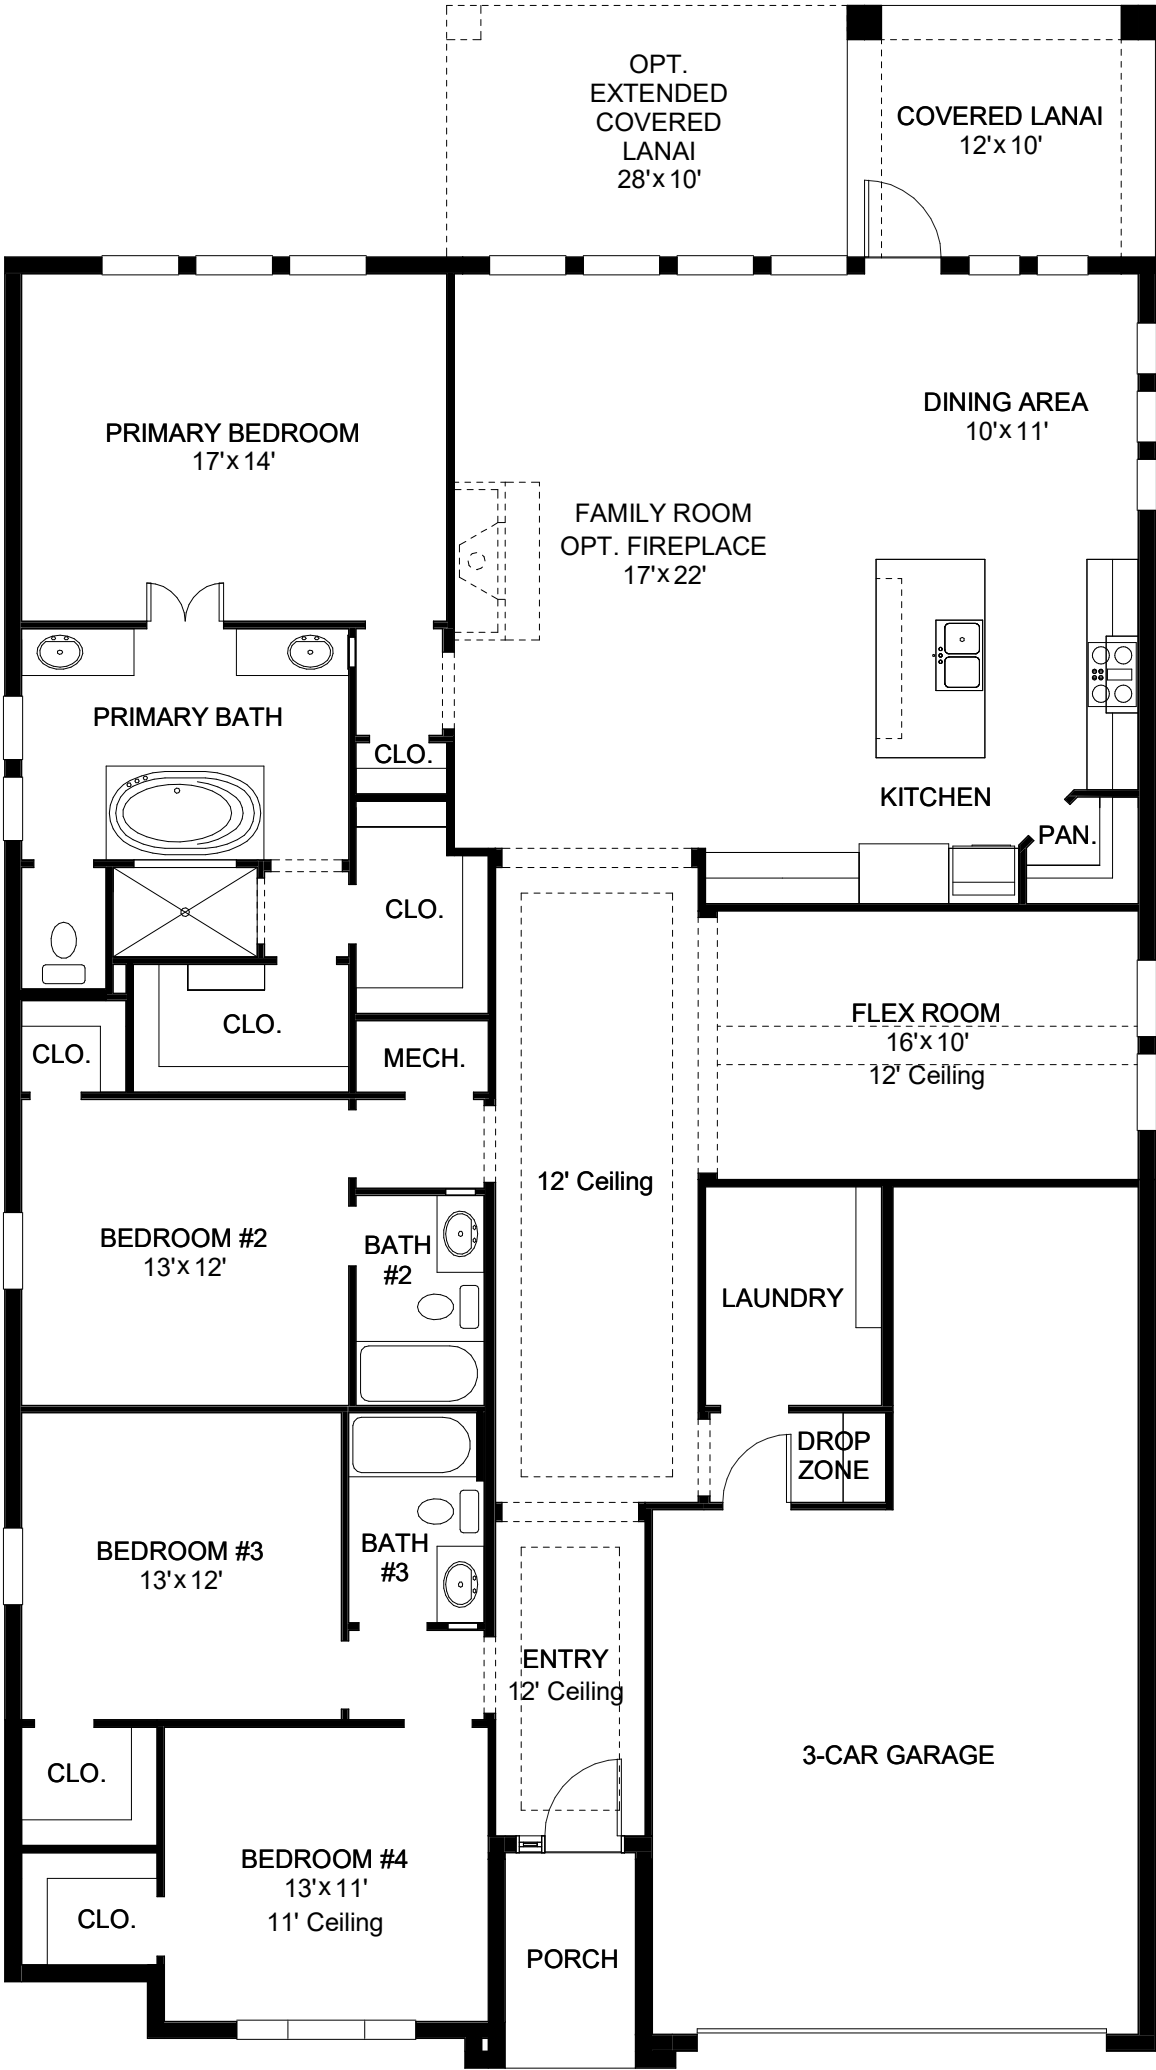 OPT.
EXTENDED
COVERED
LANAI
28'x 10'
COVERED LANAI
12'x 10'
DINING AREA
10'x 11'
PRIMARY BEDROOM
17'x 14'
FAMILY ROOM
OPT. FIREPLACE
17'x 22'
PRIMARY BATH
CLO.
KITCHEN
PAN.
CLO.
CLO.
CLO.
MECH.
FLEX ROOM
16'x 10'
12' Ceiling
12' Ceiling
BEDROOM #2
13'x 12'
BATH
#2
LAUNDRY
DROP
ZONE
BEDROOM #3
13'x 12'
BATH
#3
ENTRY
12' Ceiling
3-CAR GARAGE
CLO.
BEDROOM #4
13'x 11'
11' Ceiling
CLO.
PORCH